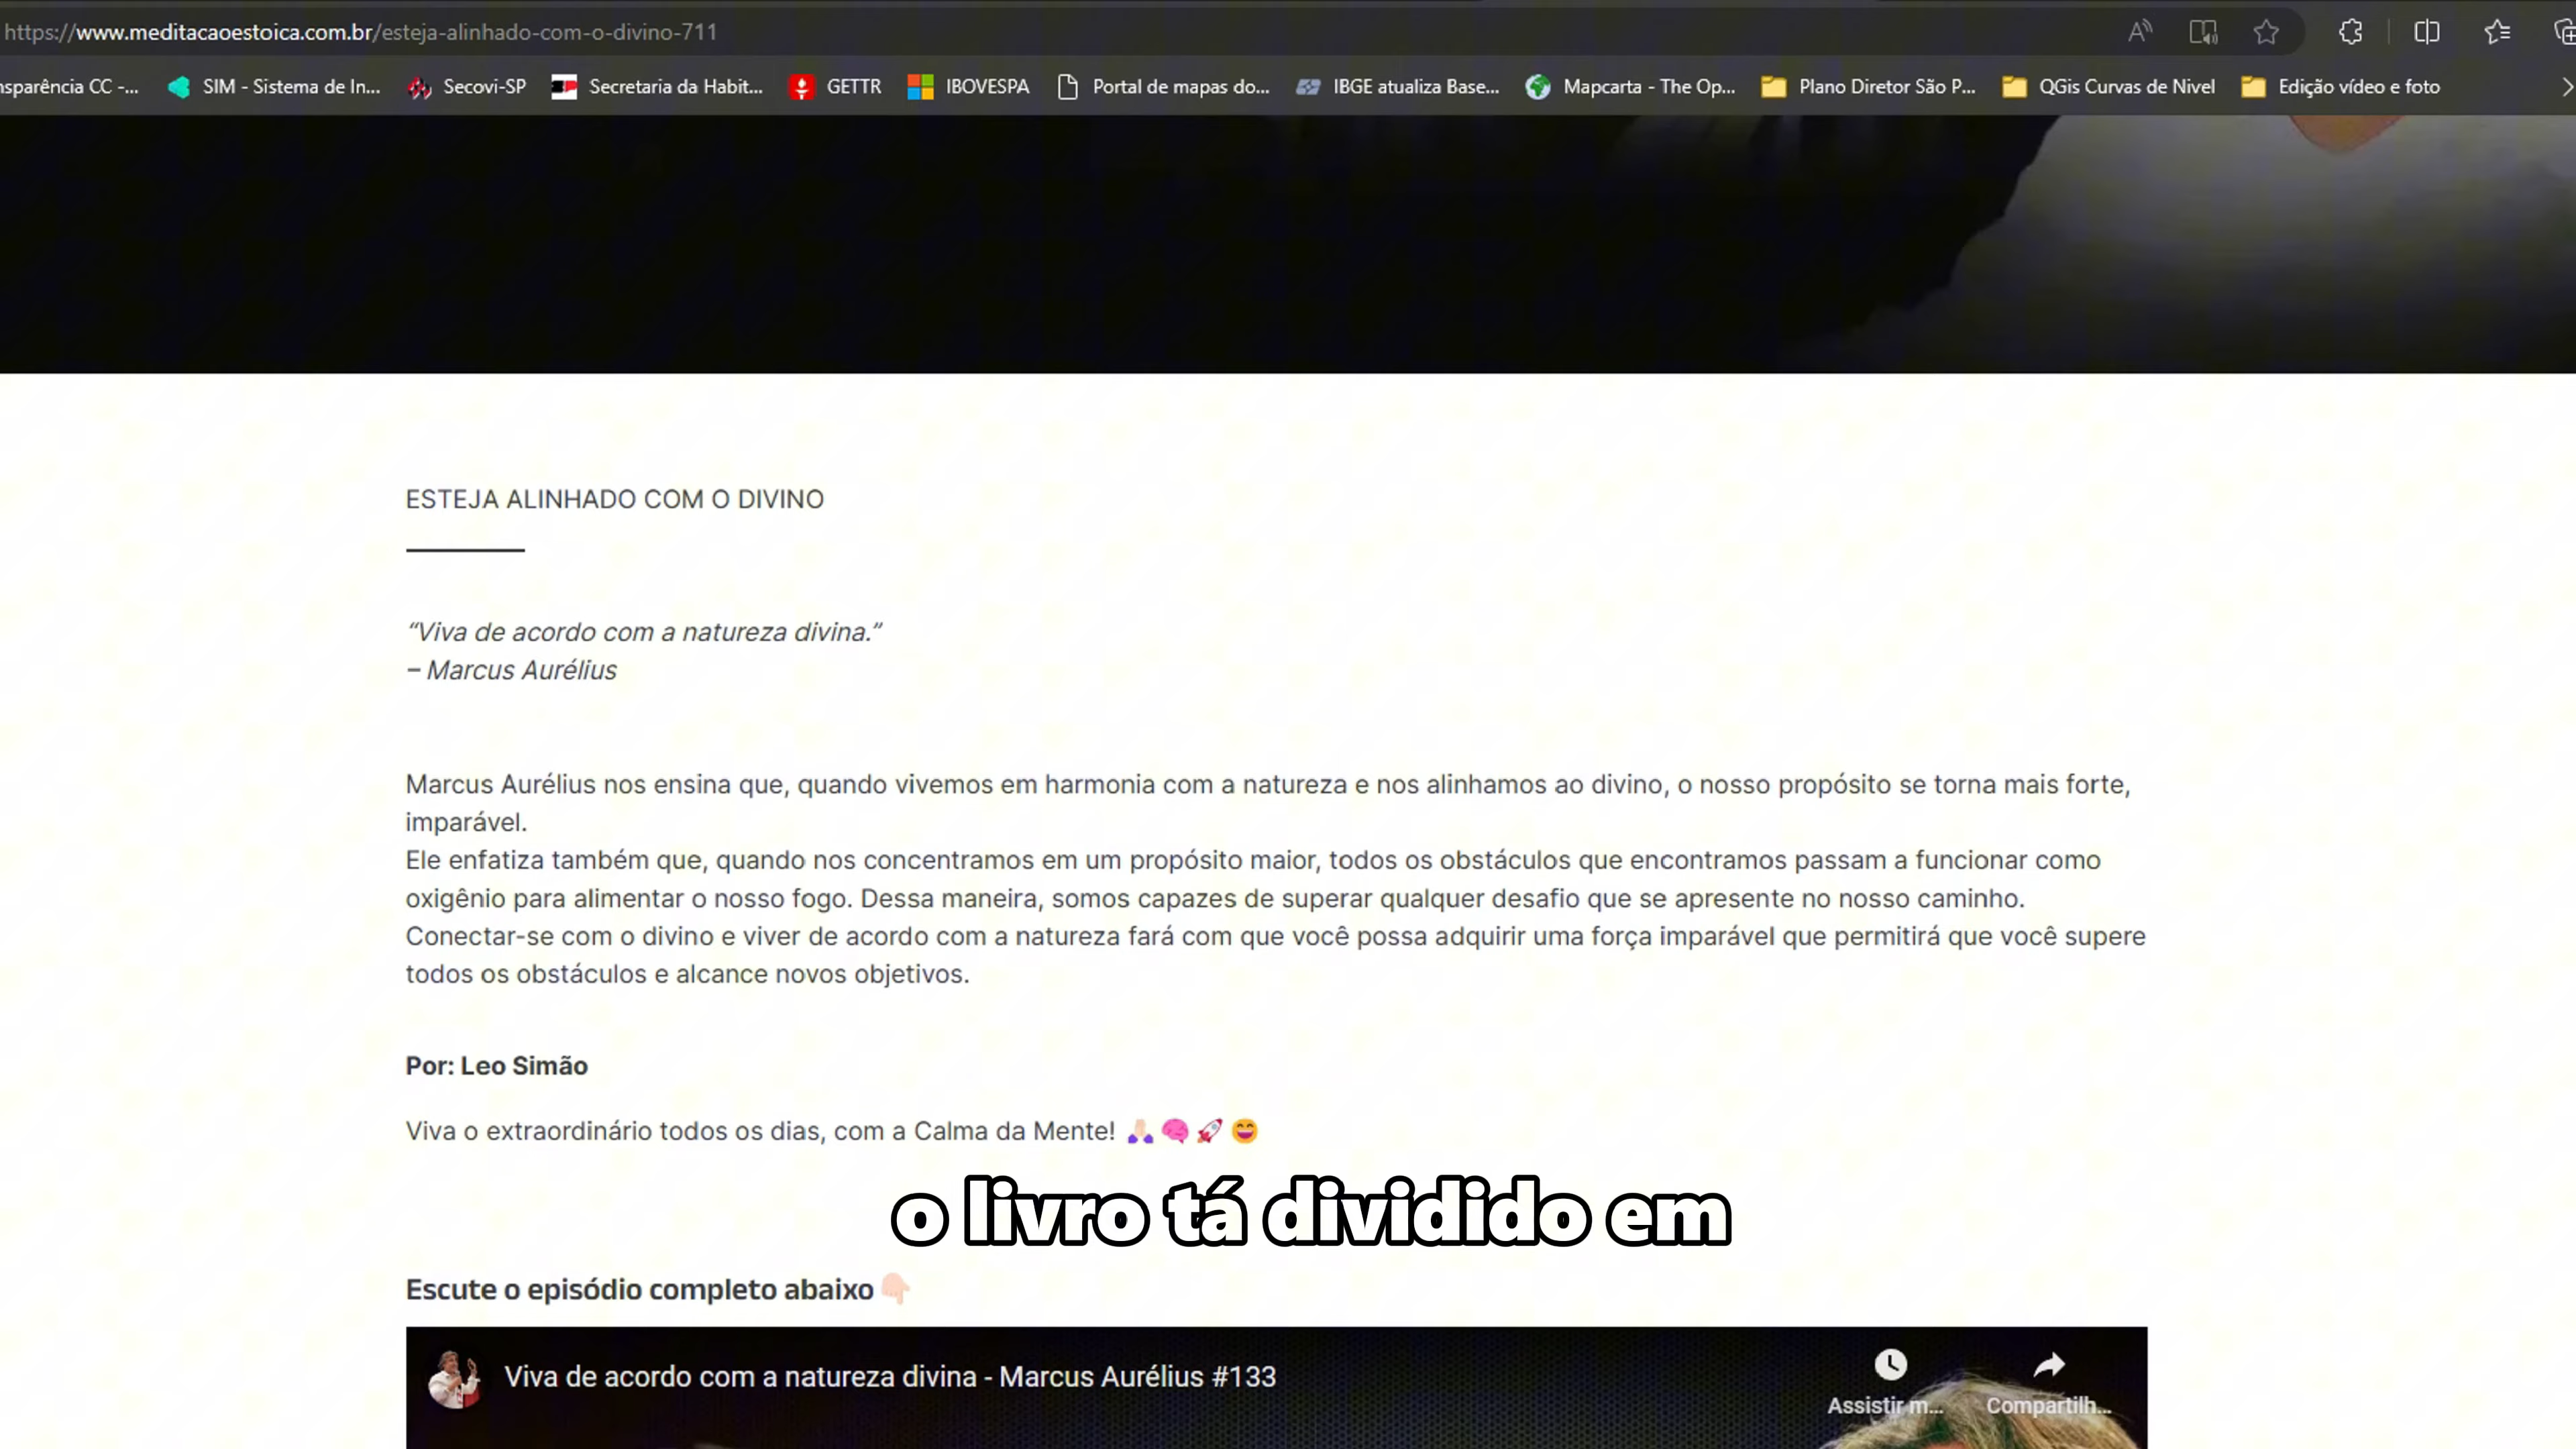 https://www.meditacaoestoica.com.br/esteja-alinhado-com-o-divino-711
nsparência CC -... SIM - Sistema de In... Secovi-SP Secretaria da Habit... GETTR IBOVESPA Portal de mapas do... IBGE atualiza Base... Mapcarta - The Op... Plano Diretor São P... QGis Curvas de Nivel Edição vídeo e foto
ESTEJA ALINHADO COM O DIVINO
“Viva de acordo com a natureza divina.”
– Marcus Aurélius
Marcus Aurélius nos ensina que, quando vivemos em harmonia com a natureza e nos alinhamos ao divino, o nosso propósito se torna mais forte,
imparável.
Ele enfatiza também que, quando nos concentramos em um propósito maior, todos os obstáculos que encontramos passam a funcionar como
oxigênio para alimentar o nosso fogo. Dessa maneira, somos capazes de superar qualquer desafio que se apresente no nosso caminho.
Conectar-se com o divino e viver de acordo com a natureza fará com que você possa adquirir uma força imparável que permitirá que você supere
todos os obstáculos e alcance novos objetivos.
Por: Leo Simão
Viva o extraordinário todos os dias, com a Calma da Mente! 🙏🏻🧠🚀😄
o livro tá dividido em
Escute o episódio completo abaixo 👇🏻
Viva de acordo com a natureza divina - Marcus Aurélius #133
Assistir m... Compartilh...